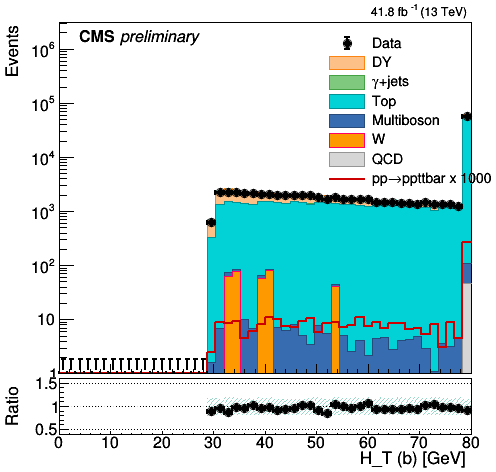 41.8 fb⁻¹ (13 TeV)
CMS preliminary
Events
10⁶
10⁵
10⁴
10³
10²
10
1
Data
DY
γ+jets
Top
Multiboson
W
QCD
pp→ppttbar x 1000
Ratio
1.5
1
0.5
0 10 20 30 40 50 60 70 80
H_T (b) [GeV]